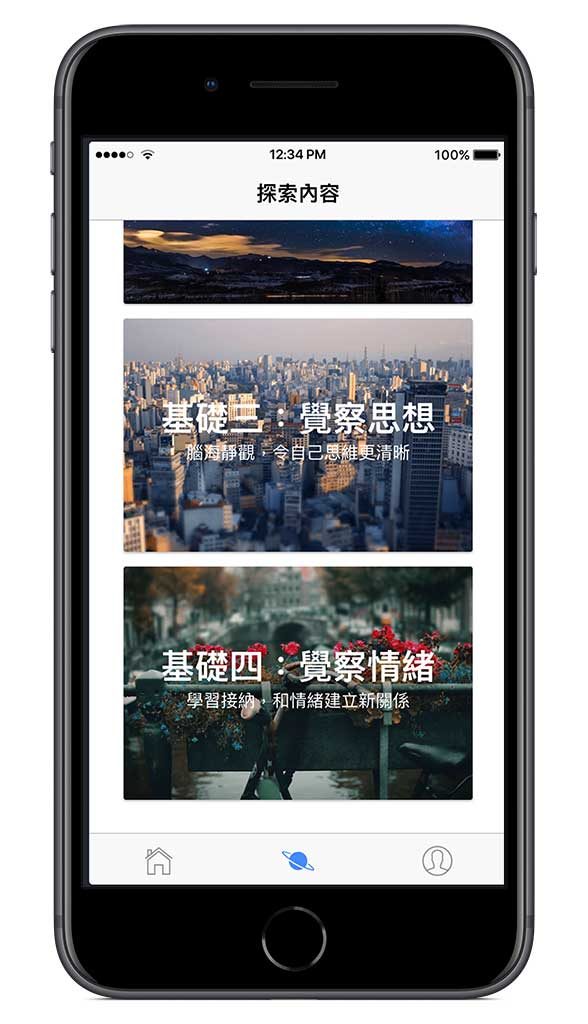 12:34 PM
100%
探索內容
基礎三：覺察思想
腦海靜觀，令自己思維更清晰
基礎四：覺察情緒
學習接納，和情緒建立新關係